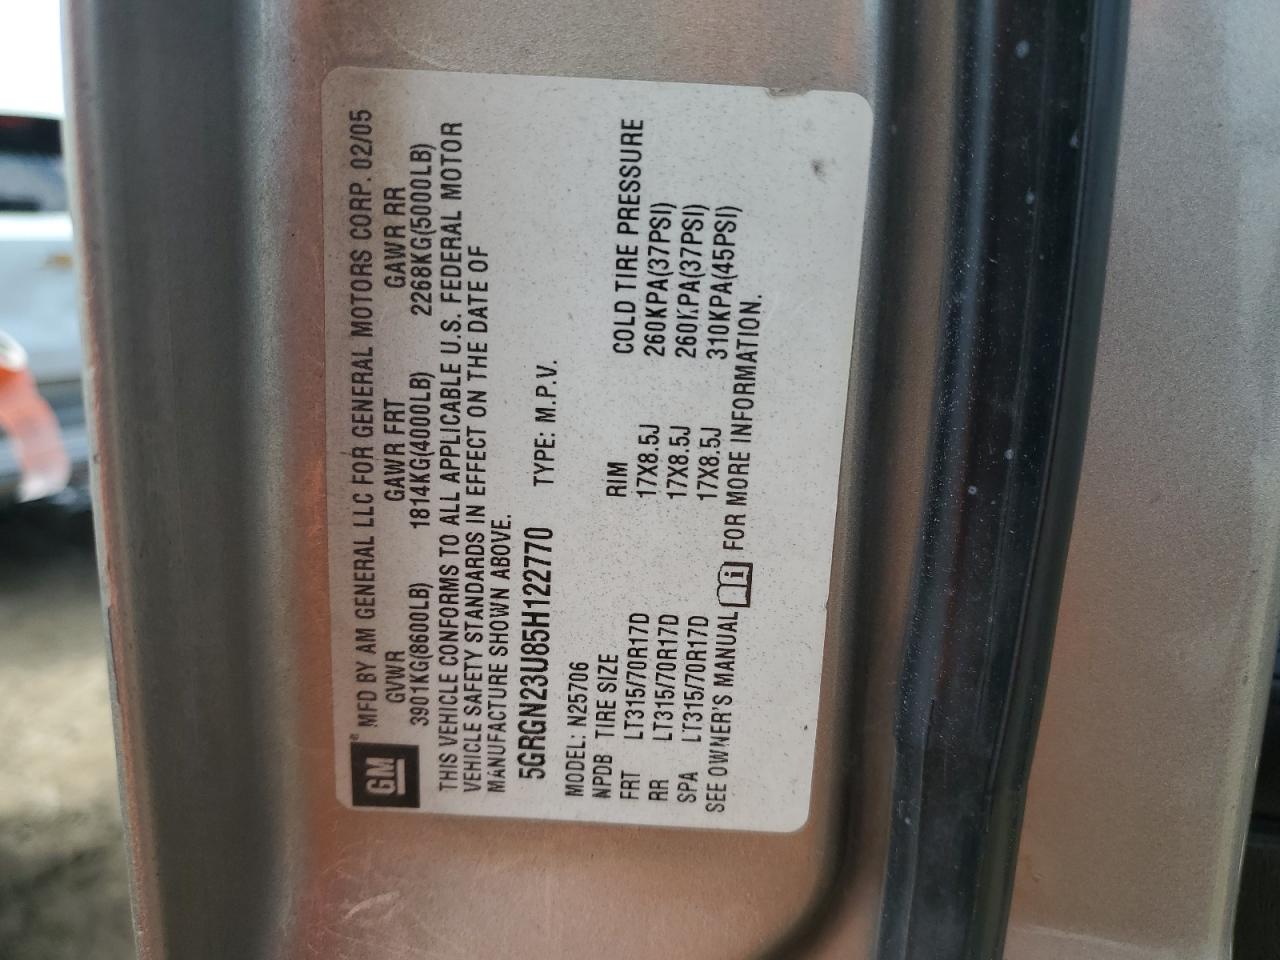 GM® MFD BY AM GENERAL LLC FOR GENERAL MOTORS CORP. 02/05
GVWR GAWR FRT GAWR RR
3901KG(8600LB) 1814KG(4000LB) 2268KG(5000LB)
THIS VEHICLE CONFORMS TO ALL APPLICABLE U.S. FEDERAL MOTOR
VEHICLE SAFETY STANDARDS IN EFFECT ON THE DATE OF
MANUFACTURE SHOWN ABOVE.
5GRGN23U85H122770 TYPE: M.P.V.
MODEL: N25706
NPDB TIRE SIZE RIM COLD TIRE PRESSURE
FRT LT315/70R17D 17X8.5J 260KPA(37PSI)
RR LT315/70R17D 17X8.5J 260KPA(37PSI)
SPA LT315/70R17D 17X8.5J 310KPA(45PSI)
SEE OWNER'S MANUAL i FOR MORE INFORMATION.